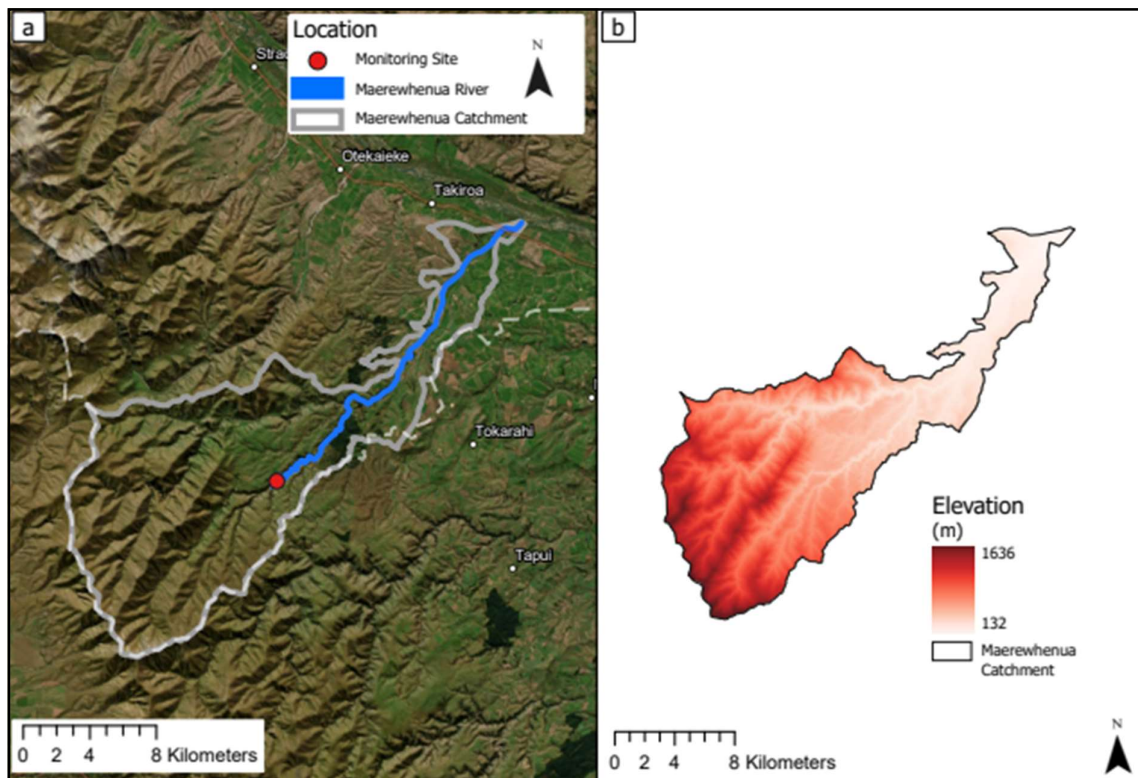 a
Location
Monitoring Site
Maerewhenua River
Maerewhenua Catchment
N
Otekaieke
Takiroa
Tokarahi
Tapui
0 2 4 8 Kilometers
b
Elevation
(m)
1636
132
Maerewhenua
Catchment
N
0 2 4 8 Kilometers